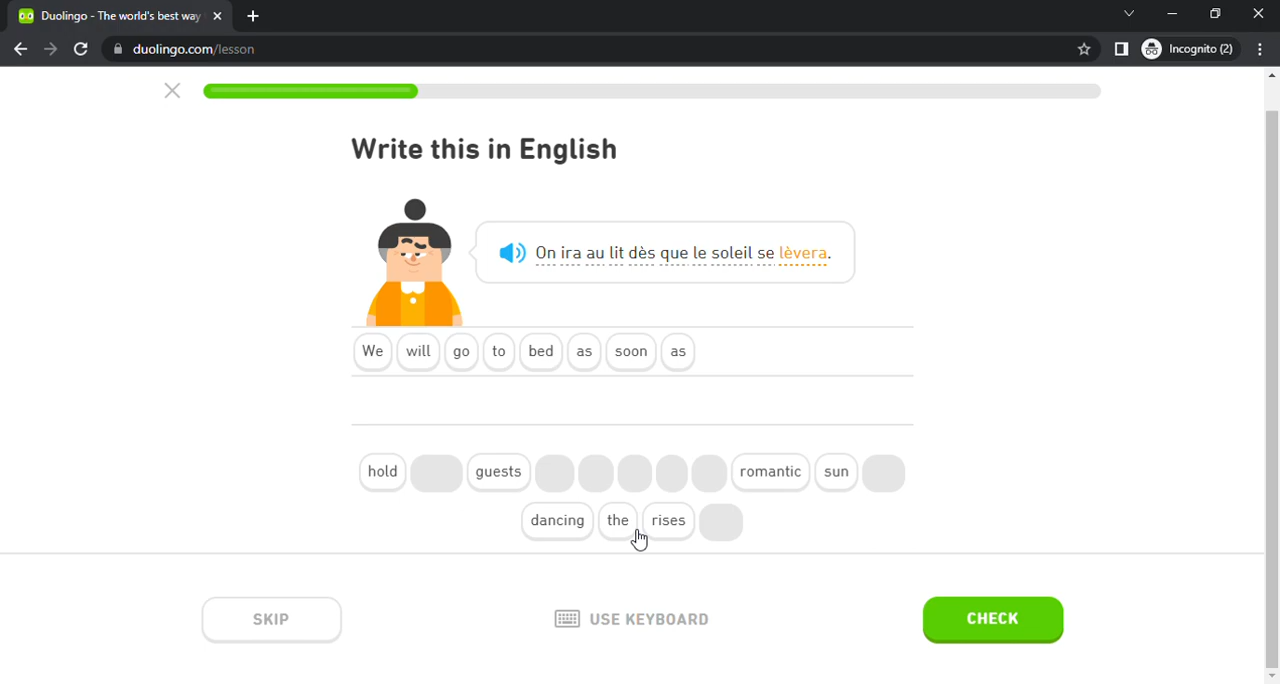 Duolingo - The world's best way
duolingo.com/lesson
Incognito (2)
Write this in English
On ira au lit dès que le soleil se lèvera.
We will go to bed as soon as
hold guests romantic sun
dancing the rises
SKIP
USE KEYBOARD
CHECK